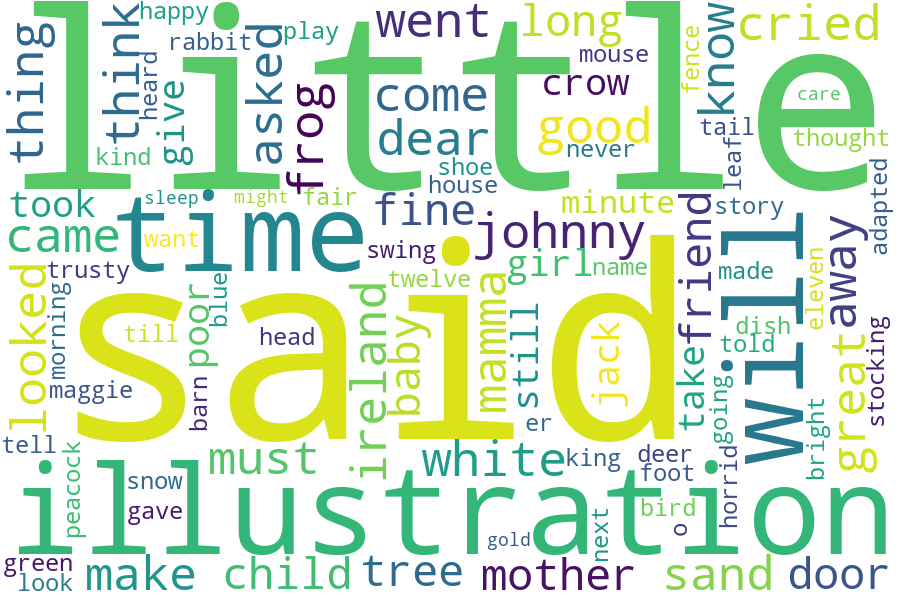 little
happy
rabbit
play
went
long
cried
thing
think
heard
give
asked
frog
come
crow
mouse
fence
know
care
dear
good
never
tail
thought
kind
shoe
house
leaf
took
sleep
might
fair
fine
minute
story
adapted
came
time
want
swing
johnny
friend
will
away
trusty
twelve
girl
name
made
eleven
looked
morning
poor
blue
said
ireland
baby
mamma
still
jack
take
dish
told
great
stocking
till
head
maggie
barn
going
horrid
bright
er
tell
peacock
must
white
king
deer
foot
snow
gave
illustration
bird
o
gold
next
green
look
make
child
tree
mother
sand
door